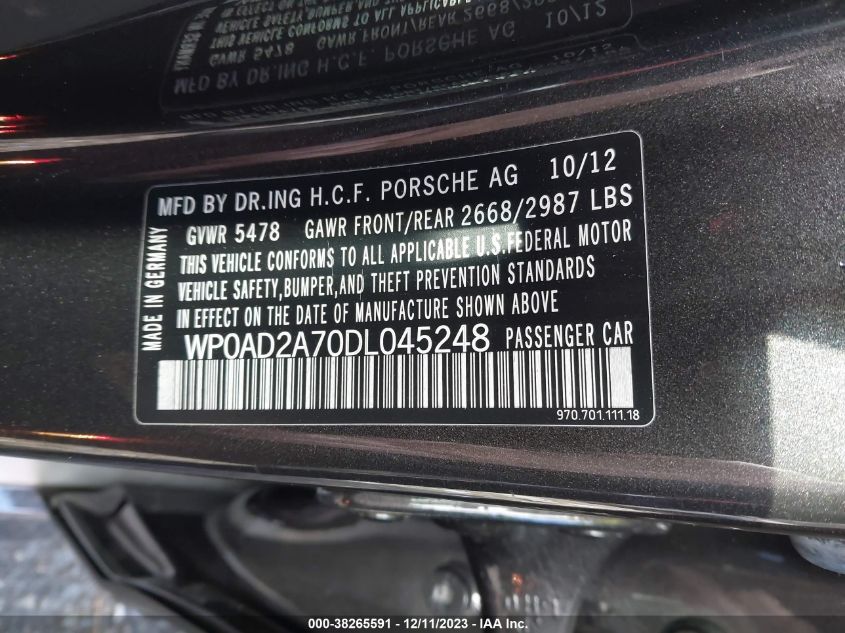 MFD BY DR.ING H.C.F. PORSCHE AG 10/12
GVWR 5478 GAWR FRONT/REAR 2668/2987 LBS
THIS VEHICLE CONFORMS TO ALL APPLICABLE U.S.FEDERAL MOTOR
VEHICLE SAFETY,BUMPER,AND THEFT PREVENTION STANDARDS
IN EFFECT ON THE DATE OF MANUFACTURE SHOWN ABOVE
WP0AD2A70DL045248 PASSENGER CAR
970.701.111.18
MADE IN GERMANY
000-38265591 - 12/11/2023 - IAA Inc.